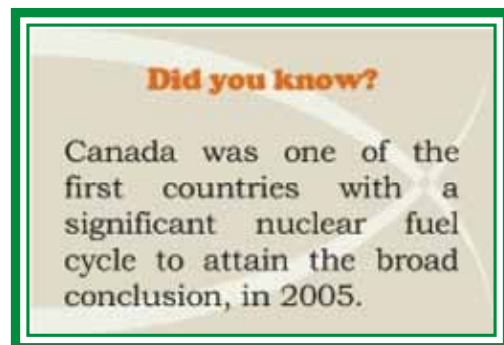 Did you know?
Canada was one of the
first countries with a
significant nuclear fuel
cycle to attain the broad
conclusion, in 2005.